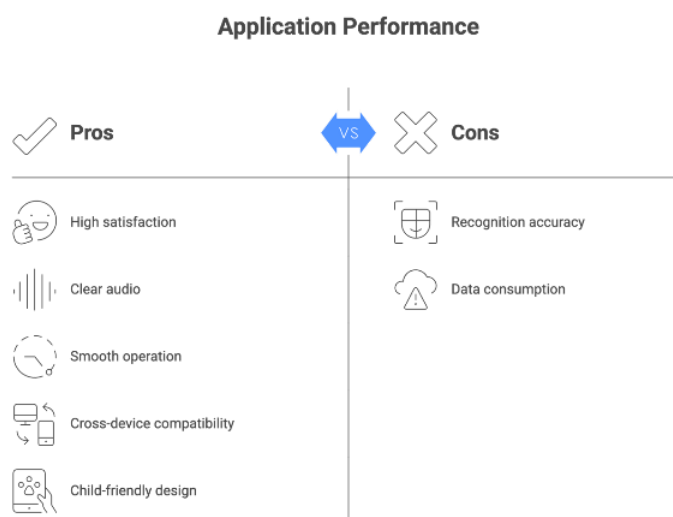 Application Performance
Pros
VS
Cons
High satisfaction
Recognition accuracy
Clear audio
Data consumption
Smooth operation
Cross-device compatibility
Child-friendly design